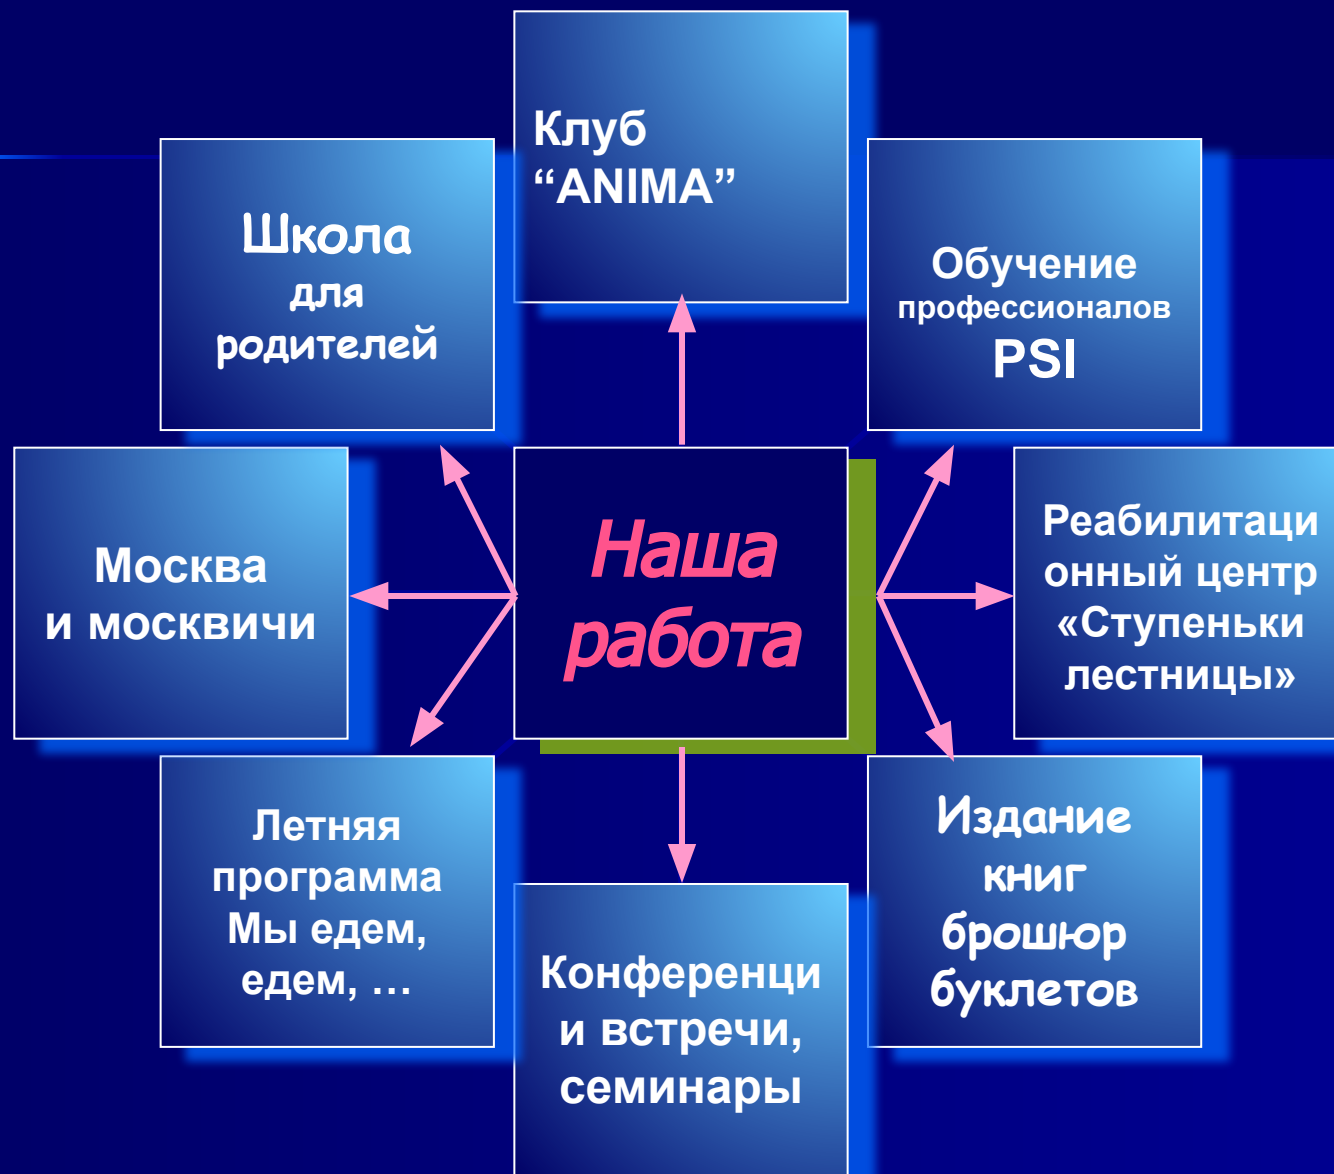 Клуб
“ANIMA”
Школа
для
родителей
Обучение
профессионалов
PSI
Москва
и москвичи
Наша
работа
Реабилитаци
онный центр
«Ступеньки
лестницы»
Летняя
программа
Мы едем,
едем, …
Конференци
и встречи,
семинары
Издание
книг
брошюр
буклетов